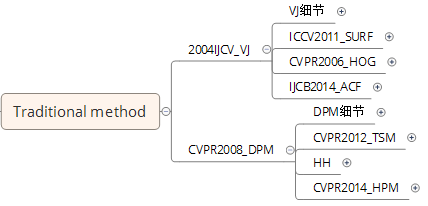 Traditional method
2004IJCV_VJ
VJ细节
ICCV2011_SURF
CVPR2006_HOG
IJCB2014_ACF
CVPR2008_DPM
DPM细节
CVPR2012_TSM
HH
CVPR2014_HPM